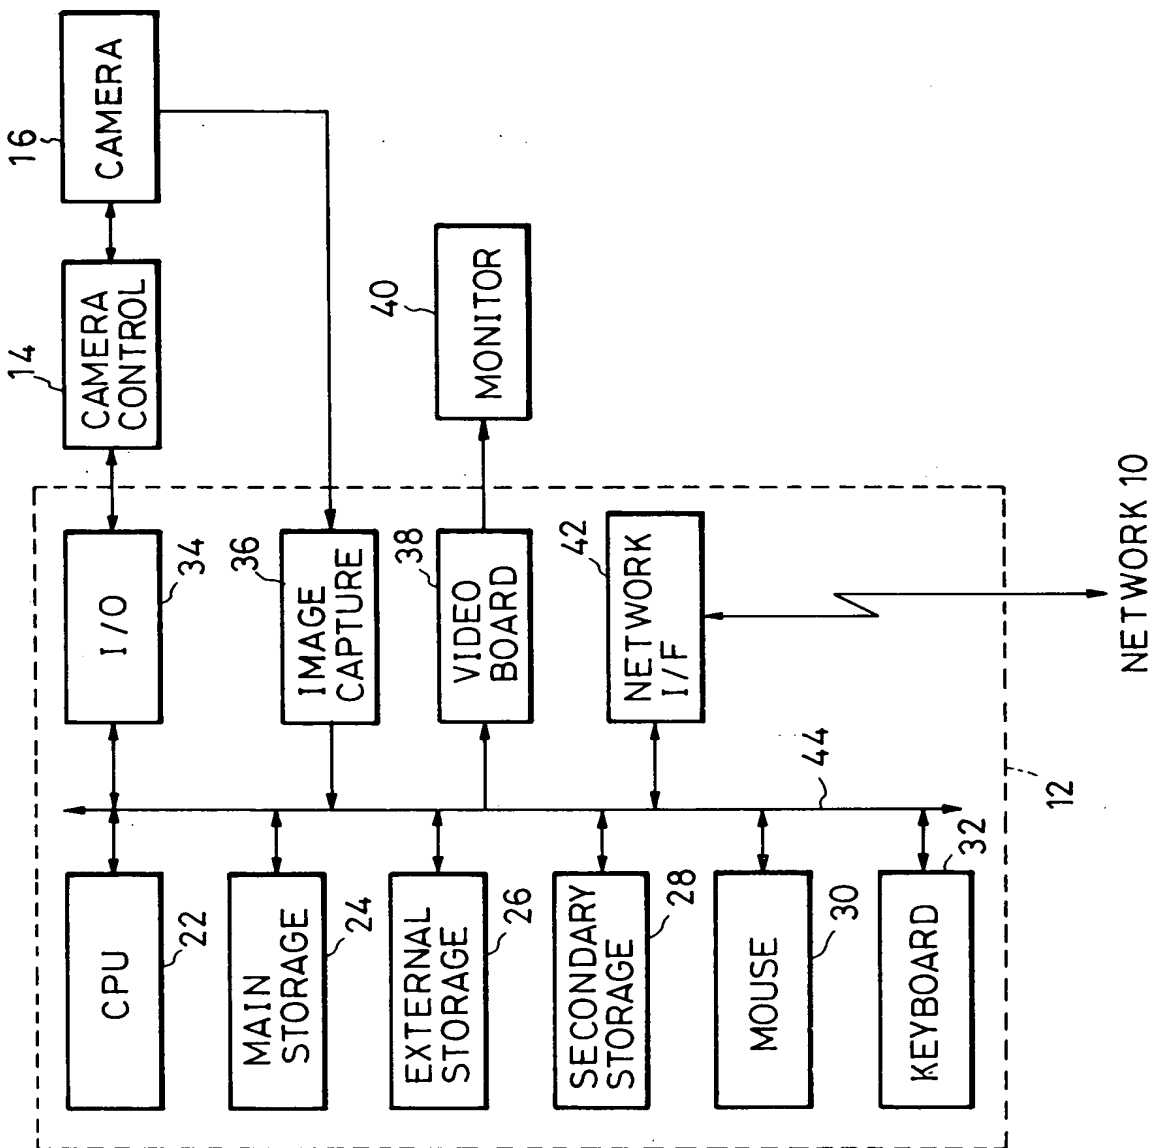 16
CAMERA
14
CAMERA
CONTROL
40
MONITOR
I/O
34
36
IMAGE
CAPTURE
38
VIDEO
BOARD
42
NETWORK
I/F
NETWORK 10
44
12
CPU
22
MAIN
STORAGE
24
EXTERNAL
STORAGE
26
SECONDARY
STORAGE
28
MOUSE
30
KEYBOARD
32